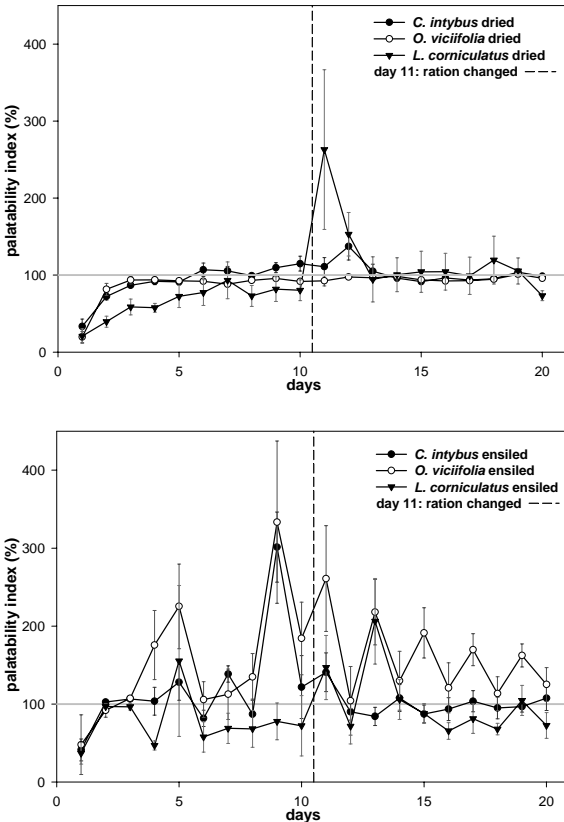 400
300
200
100
0
palatability index (%)
C. intybus dried
O. viciifolia dried
L. corniculatus dried
day 11: ration changed
0 5 10 15 20
days
400
300
200
100
0
palatability index (%)
C. intybus ensiled
O. viciifolia ensiled
L. corniculatus ensiled
day 11: ration changed
0 5 10 15 20
days